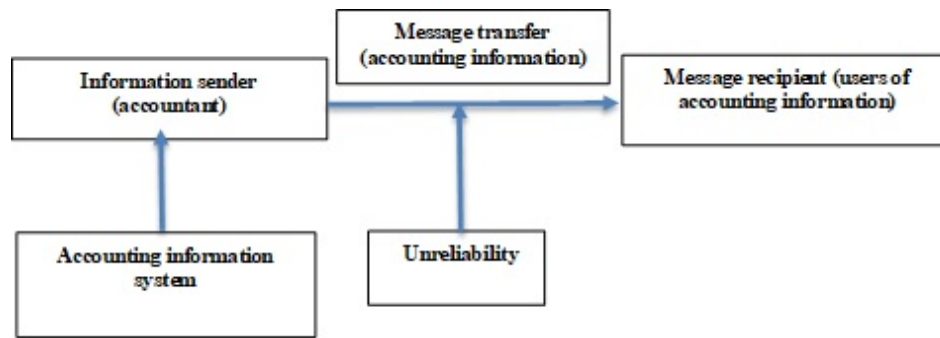 Message transfer
(accounting information)
Information sender
(accountant)
Message recipient (users of
accounting information)
Accounting information
system
Unreliability